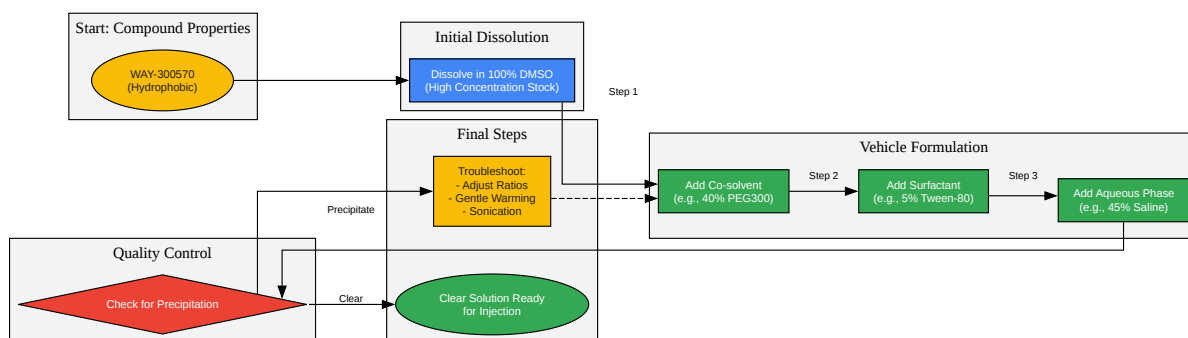 Start: Compound Properties
WAY-300570
(Hydrophobic)
Initial Dissolution
Dissolve in 100% DMSO
(High Concentration Stock)
Step 1
Final Steps
Troubleshoot:
- Adjust Ratios
- Gentle Warming
- Sonication
Precipitate
Vehicle Formulation
Add Co-solvent
(e.g., 40% PEG300)
Step 2
Add Surfactant
(e.g., 5% Tween-80)
Step 3
Add Aqueous Phase
(e.g., 45% Saline)
Quality Control
Check for Precipitation
Clear
Clear Solution Ready
for Injection